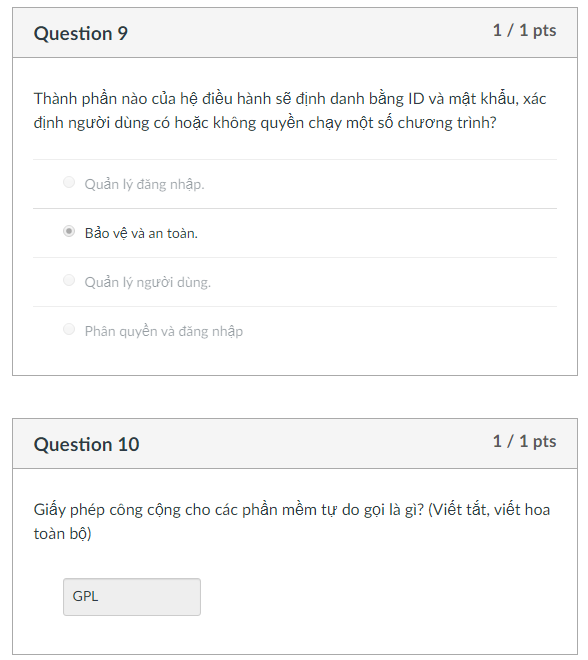 Question 9
1 / 1 pts
Thành phần nào của hệ điều hành sẽ định danh bằng ID và mật khẩu, xác
định người dùng có hoặc không quyền chạy một số chương trình?
Quản lý đăng nhập.
Bảo vệ và an toàn.
Quản lý người dùng.
Phân quyền và đăng nhập
Question 10
1 / 1 pts
Giấy phép công cộng cho các phần mềm tự do gọi là gì? (Viết tắt, viết hoa
toàn bộ)
GPL